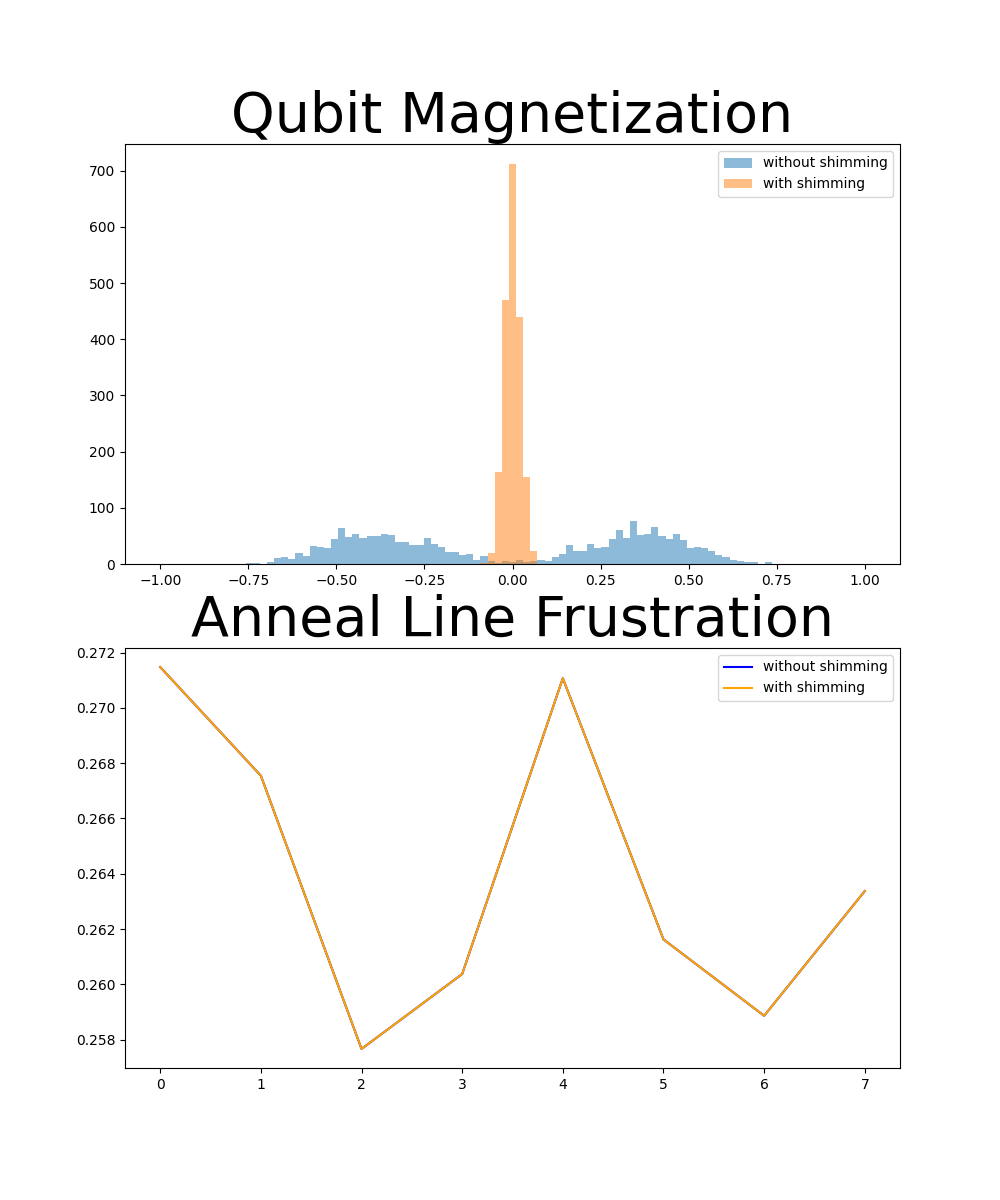 Qubit Magnetization
without shimming
with shimming
700
600
500
400
300
200
100
0
−1.00 −0.75 −0.50 −0.25 0.00 0.25 0.50 0.75 1.00
Anneal Line Frustration
without shimming
with shimming
0.272
0.270
0.268
0.266
0.264
0.262
0.260
0.258
0 1 2 3 4 5 6 7